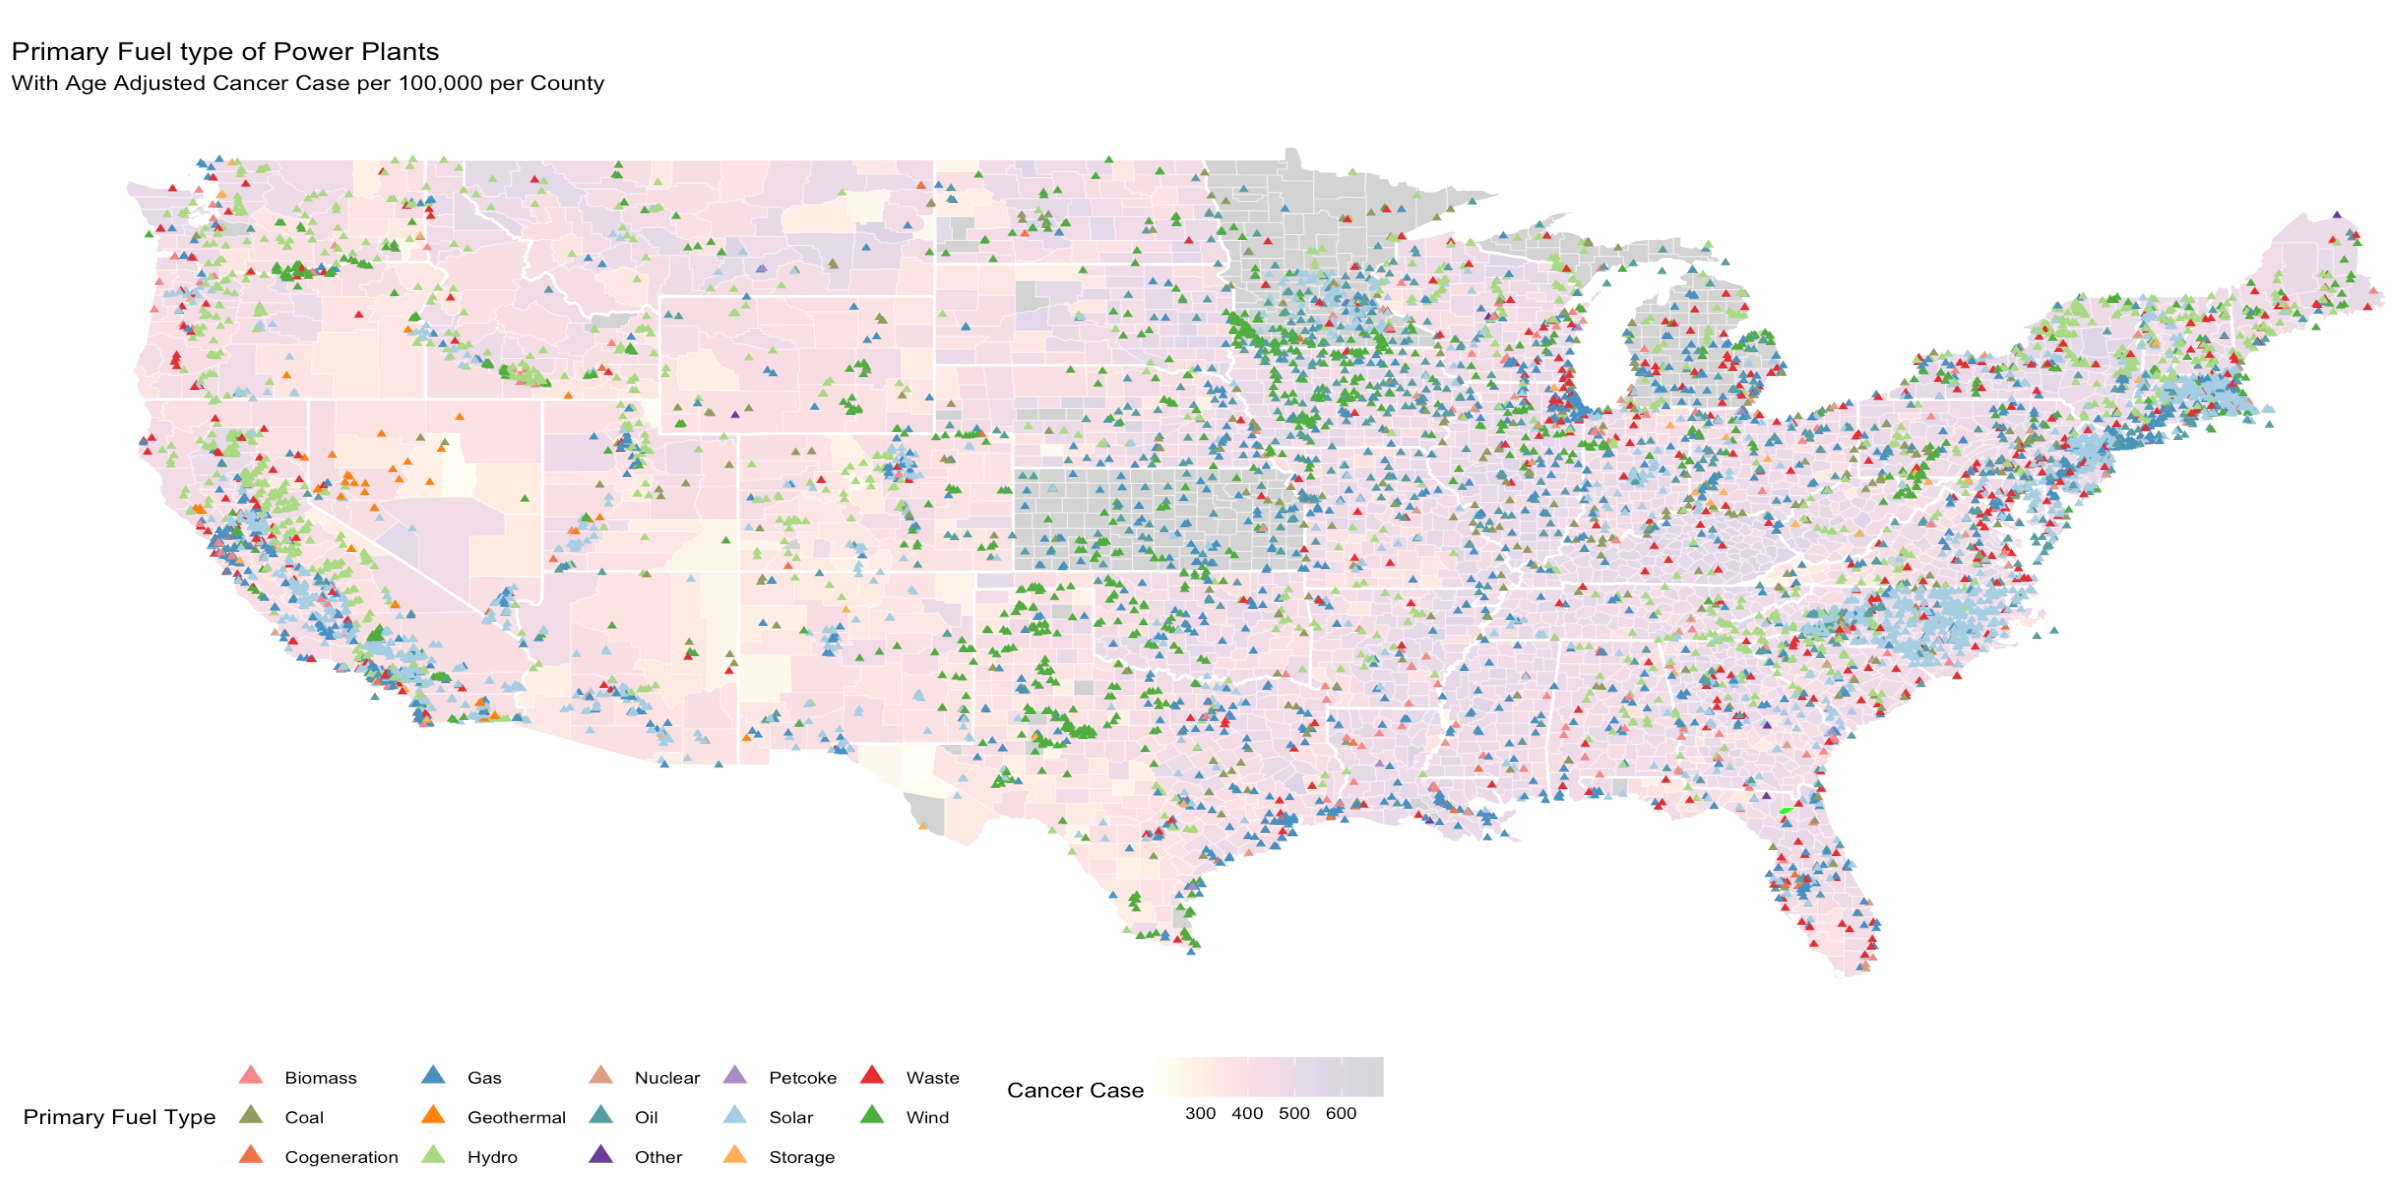 Primary Fuel type of Power Plants
With Age Adjusted Cancer Case per 100,000 per County
Primary Fuel Type
Biomass
Coal
Cogeneration
Gas
Geothermal
Hydro
Nuclear
Oil
Other
Petcoke
Solar
Storage
Waste
Wind
Cancer Case
300 400 500 600